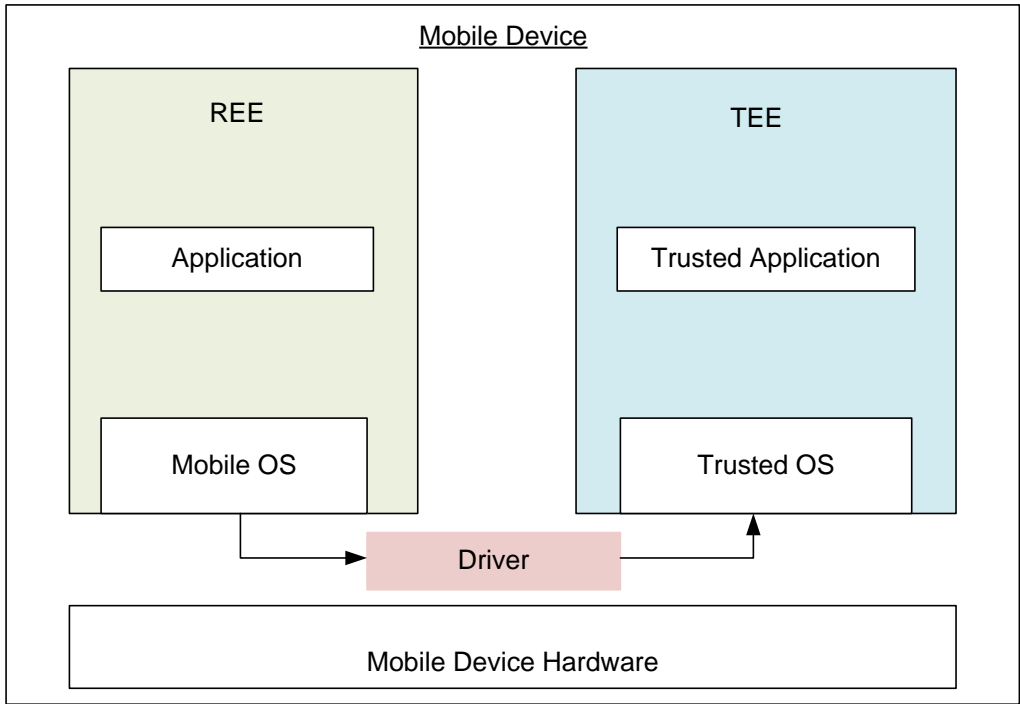 Mobile Device
REE
TEE
Application
Trusted Application
Mobile OS
Trusted OS
Driver
Mobile Device Hardware